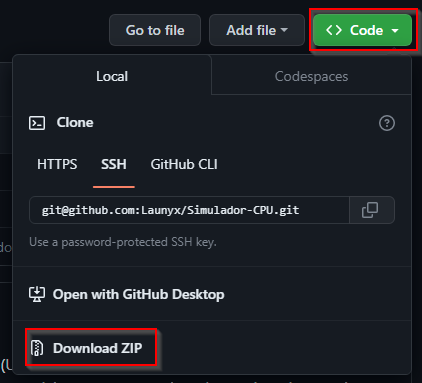 Go to file Add file Code
Local Codespaces
Clone
HTTPS SSH GitHub CLI
git@github.com:Launyx/Simulador-CPU.git
Use a password-protected SSH key.
Open with GitHub Desktop
Download ZIP